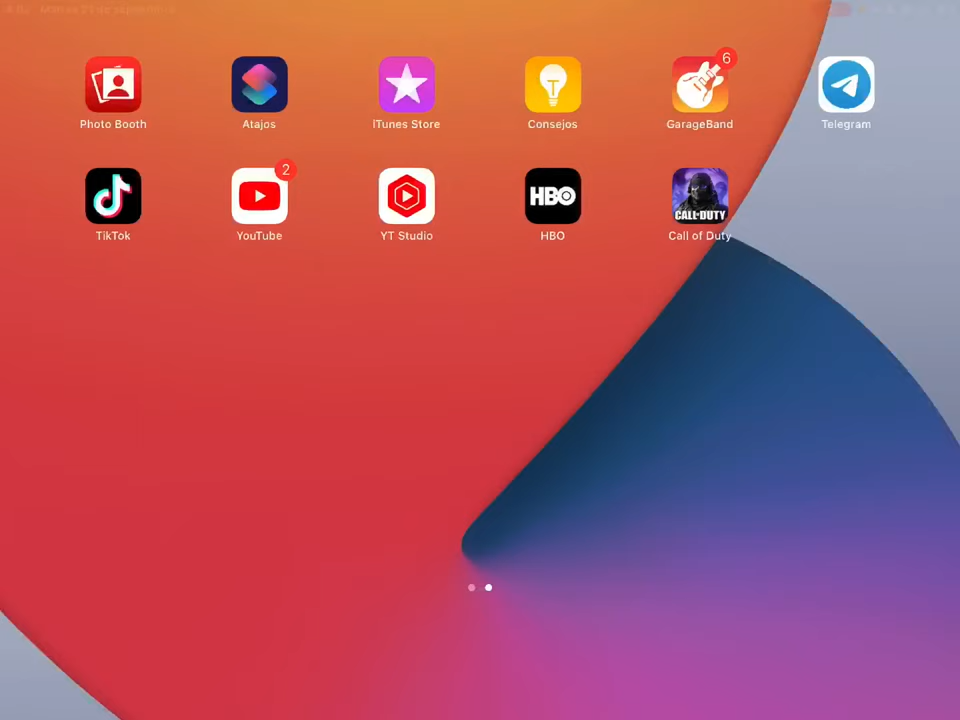 6
Photo Booth
Atajos
iTunes Store
Consejos
GarageBand
Telegram
2
HBO
CALL·DUTY
TikTok
YouTube
YT Studio
HBO
Call of Duty